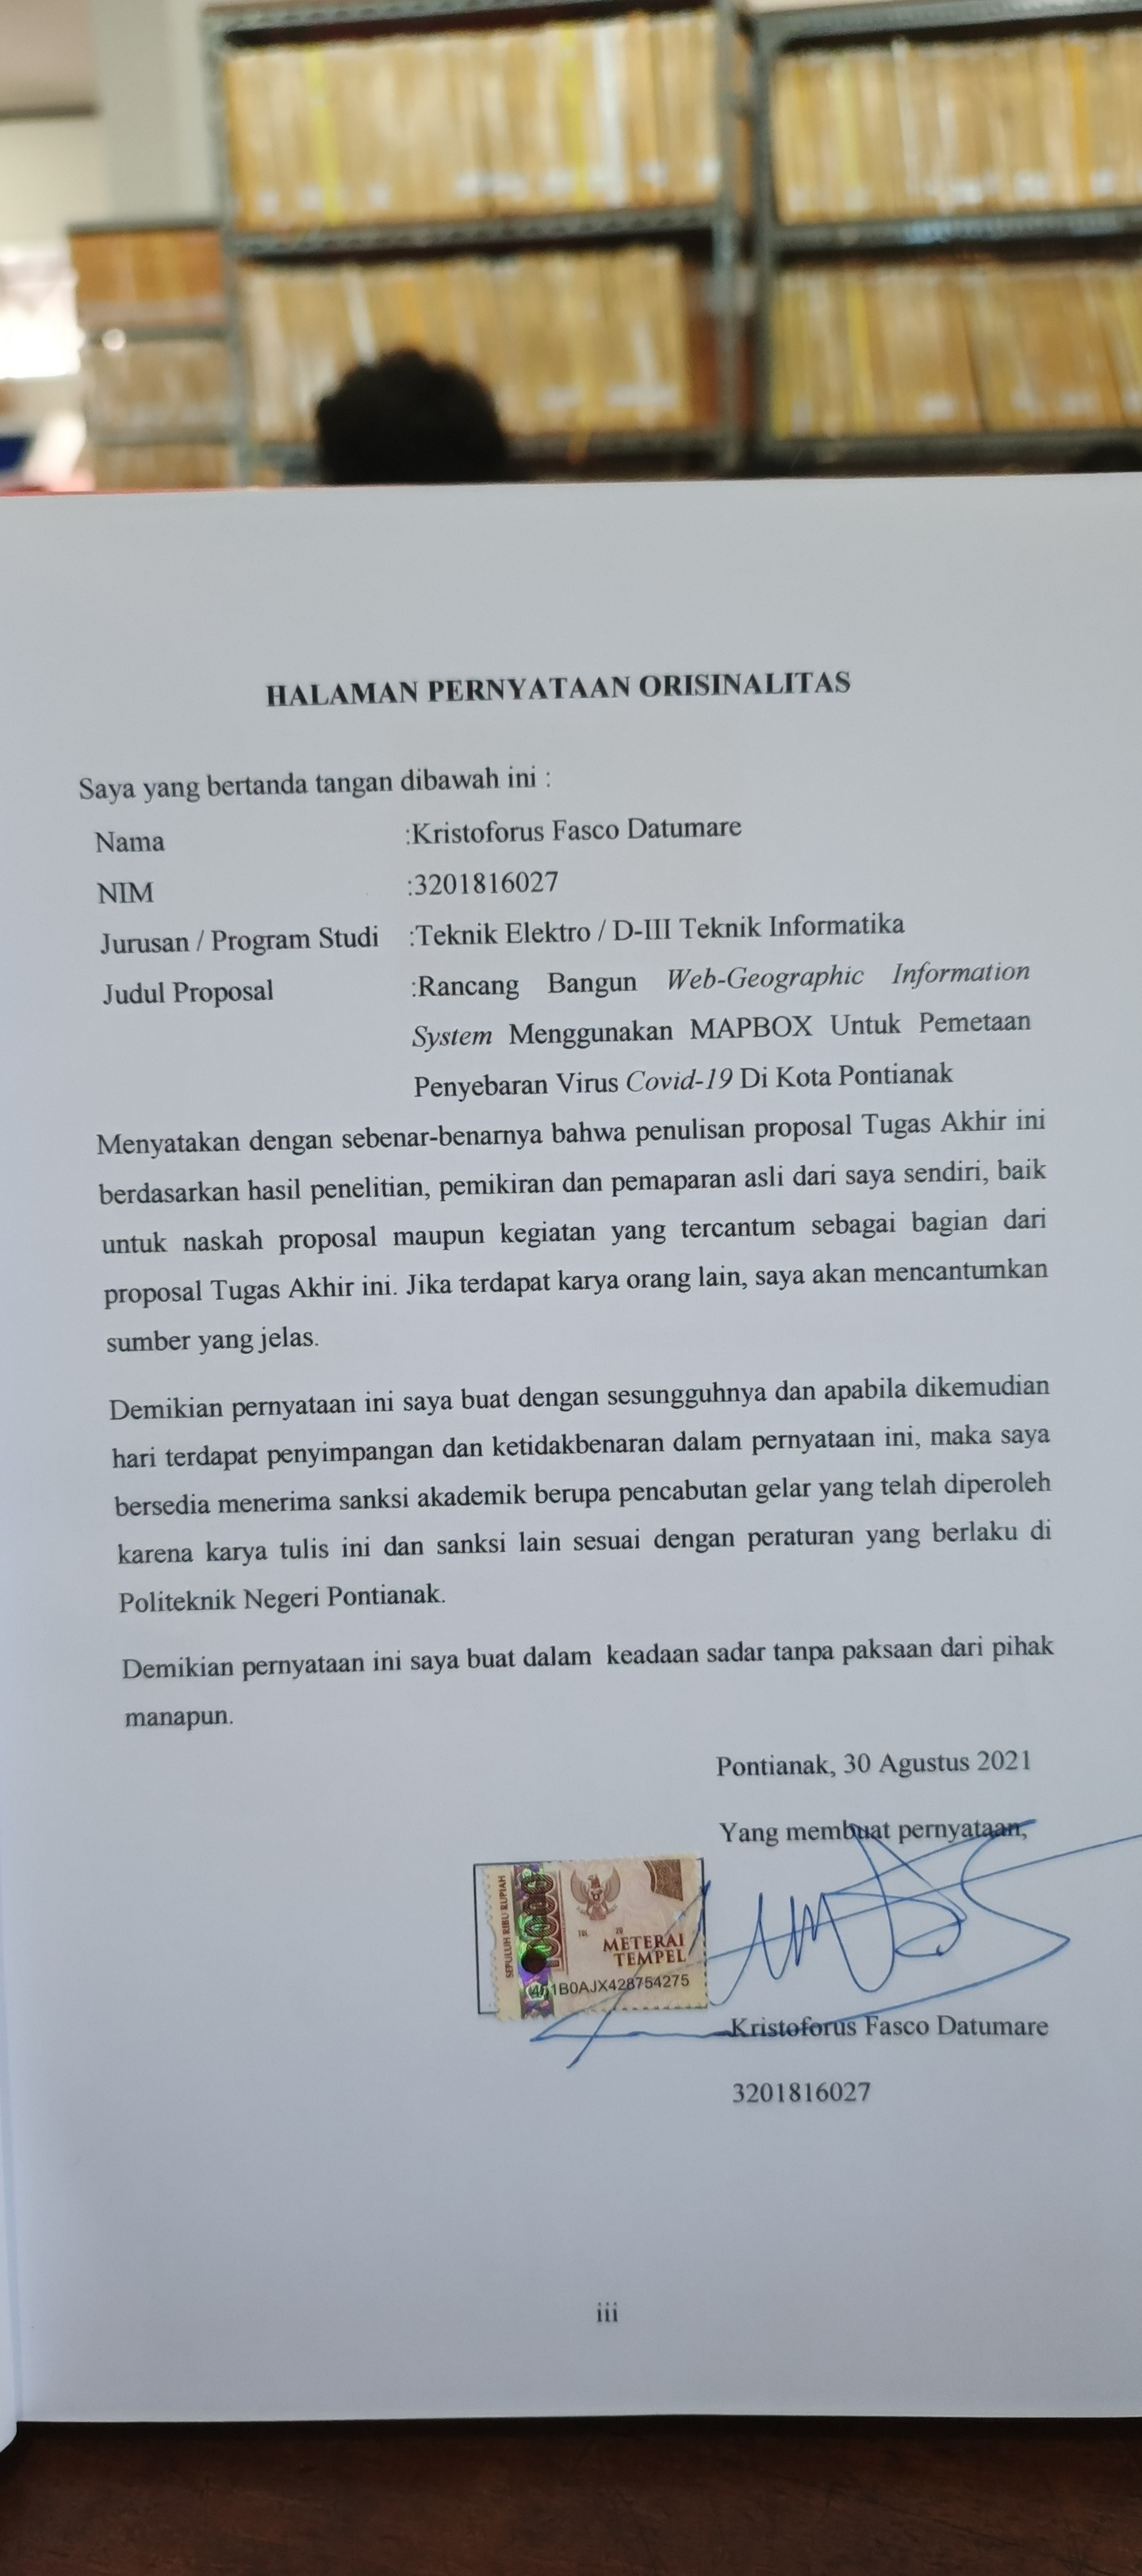 HALAMAN PERNYATAAN ORISINALITAS
Saya yang bertanda tangan dibawah ini :
Nama :Kristoforus Fasco Datumare
NIM :3201816027
Jurusan / Program Studi :Teknik Elektro / D-III Teknik Informatika
Judul Proposal :Rancang Bangun Web-Geographic Information
System Menggunakan MAPBOX Untuk Pemetaan
Penyebaran Virus Covid-19 Di Kota Pontianak
Menyatakan dengan sebenar-benarnya bahwa penulisan proposal Tugas Akhir ini
berdasarkan hasil penelitian, pemikiran dan pemaparan asli dari saya sendiri, baik
untuk naskah proposal maupun kegiatan yang tercantum sebagai bagian dari
proposal Tugas Akhir ini. Jika terdapat karya orang lain, saya akan mencantumkan
sumber yang jelas.
Demikian pernyataan ini saya buat dengan sesungguhnya dan apabila dikemudian
hari terdapat penyimpangan dan ketidakbenaran dalam pernyataan ini, maka saya
bersedia menerima sanksi akademik berupa pencabutan gelar yang telah diperoleh
karena karya tulis ini dan sanksi lain sesuai dengan peraturan yang berlaku di
Politeknik Negeri Pontianak.
Demikian pernyataan ini saya buat dalam keadaan sadar tanpa paksaan dari pihak
manapun.
Pontianak, 30 Agustus 2021
Yang membuat pernyataan,
SEPULUH RIBU RUPIAH
10000
METERAI
TEMPEL
Kristoforus Fasco Datumare
3201816027
iii